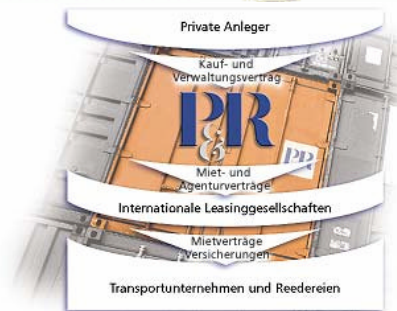 Private Anleger
Kauf- und
Verwaltungsvertrag
P&R
P&R
Miet- und
Agenturverträge
Internationale Leasinggesellschaften
Mietverträge
Versicherungen
Transportunternehmen und Reedereien